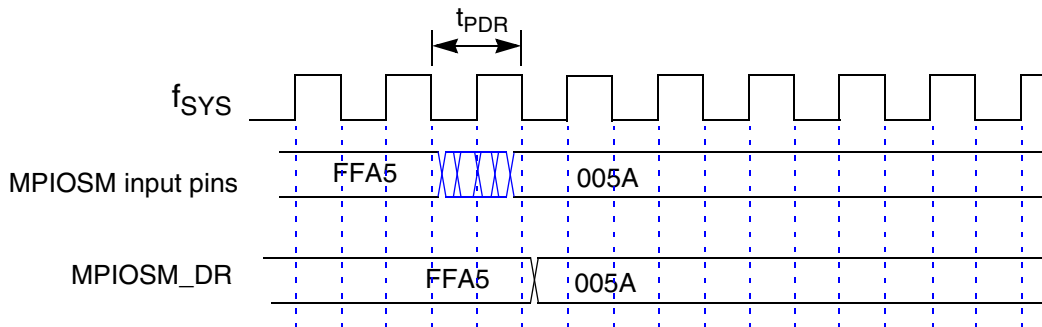 tPDR
fSYS
MPIOSM input pins
FFA5
005A
MPIOSM_DR
FFA5
005A